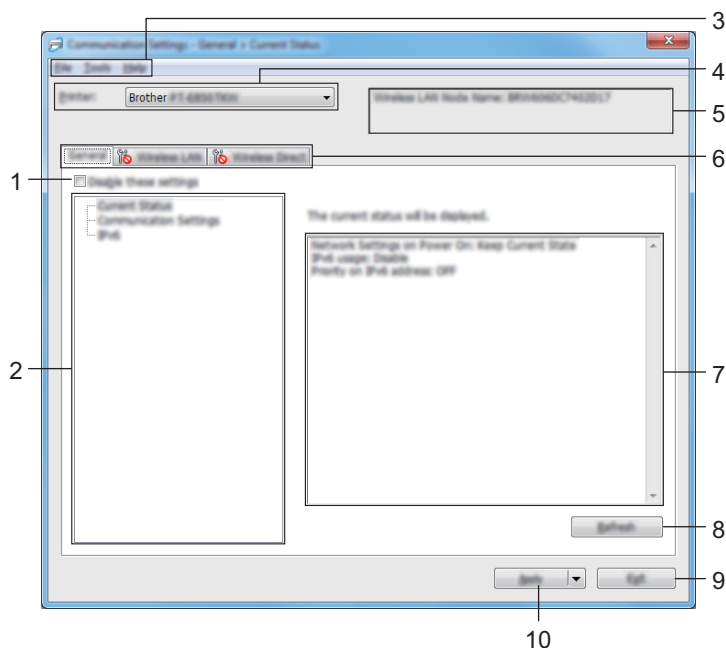 3
Communication Settings - General > Current Status
File Tools Help
4
Printer:
Brother PT-E850TKW
Wireless LAN Node Name:
5
General
Wireless LAN
Wireless Direct
6
1
Disable these settings
Current Status
Communication Settings
IPv6
The current status will be displayed.
Network Settings on Power On: Keep Current State
IPv6 usage: Disable
Priority on IPv6 address: OFF
2
7
Refresh
8
Apply
Exit
9
10